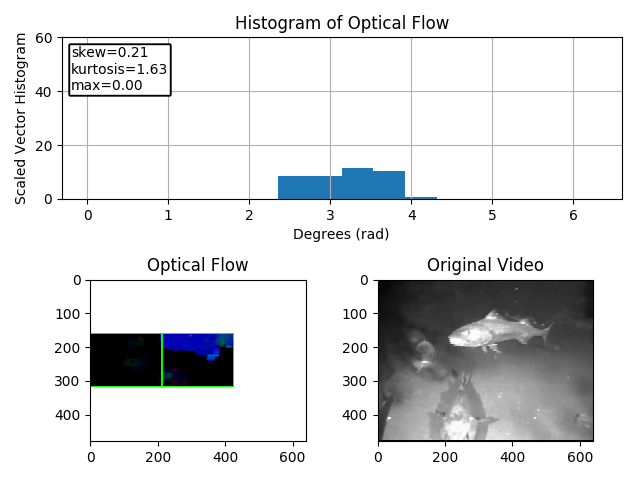 Histogram of Optical Flow
Scaled Vector Histogram
60
40
20
0
skew=0.21
kurtosis=1.63
max=0.00
0 1 2 3 4 5 6
Degrees (rad)
Optical Flow
0
100
200
300
400
0 200 400 600
Original Video
0
100
200
300
400
0 200 400 600